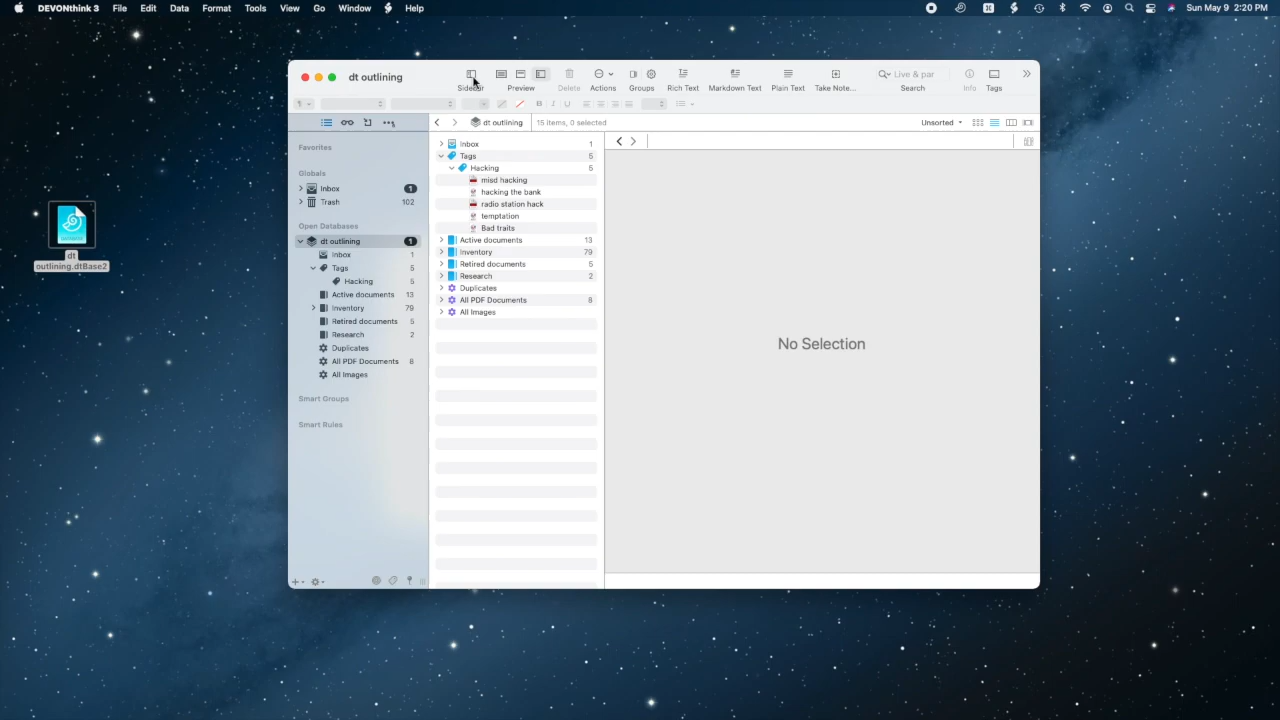 DEVONthink 3 File Edit Data Format Tools View Go Window Help Sun May 9 2:20 PM
dt outlining
Sidebar Preview Delete Actions Groups Rich Text Markdown Text Plain Text Take Note... Live & par Search Info Tags
dt outlining 15 items, 0 selected Unsorted
Favorites
Globals
Inbox 1
Trash 102
Open Databases
dt outlining 1
Inbox 1
Tags 5
Hacking 5
Active documents 13
Inventory 79
Retired documents 5
Research 2
Duplicates
All PDF Documents 8
All Images
Smart Groups
Smart Rules
Inbox 1
Tags 5
Hacking 5
misd hacking
hacking the bank
radio station hack
temptation
Bad traits
Active documents 13
Inventory 79
Retired documents 5
Research 2
Duplicates
All PDF Documents 8
All Images
No Selection
dt
outlining.dtBase2